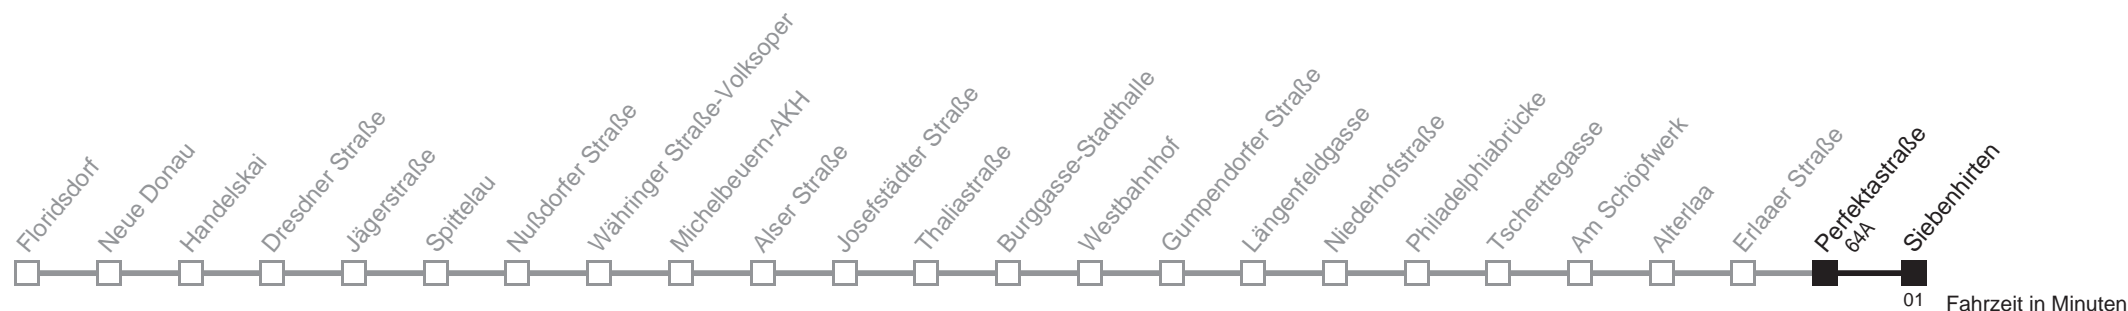 Floridsdorf
Neue Donau
Handelskai
Dresdner Straße
Jägerstraße
Spittelau
Nußdorfer Straße
Währinger Straße-Volksoper
Michelbeuern-AKH
Alser Straße
Josefstädter Straße
Thaliastraße
Burggasse-Stadthalle
Westbahnhof
Gumpendorfer Straße
Längenfeldgasse
Niederhofstraße
Philadelphiabrücke
Tscherttegasse
Am Schöpfwerk
Alterlaa
Erlaaer Straße
Perfektastraße
64A
Siebenhirten
01
Fahrzeit in Minuten